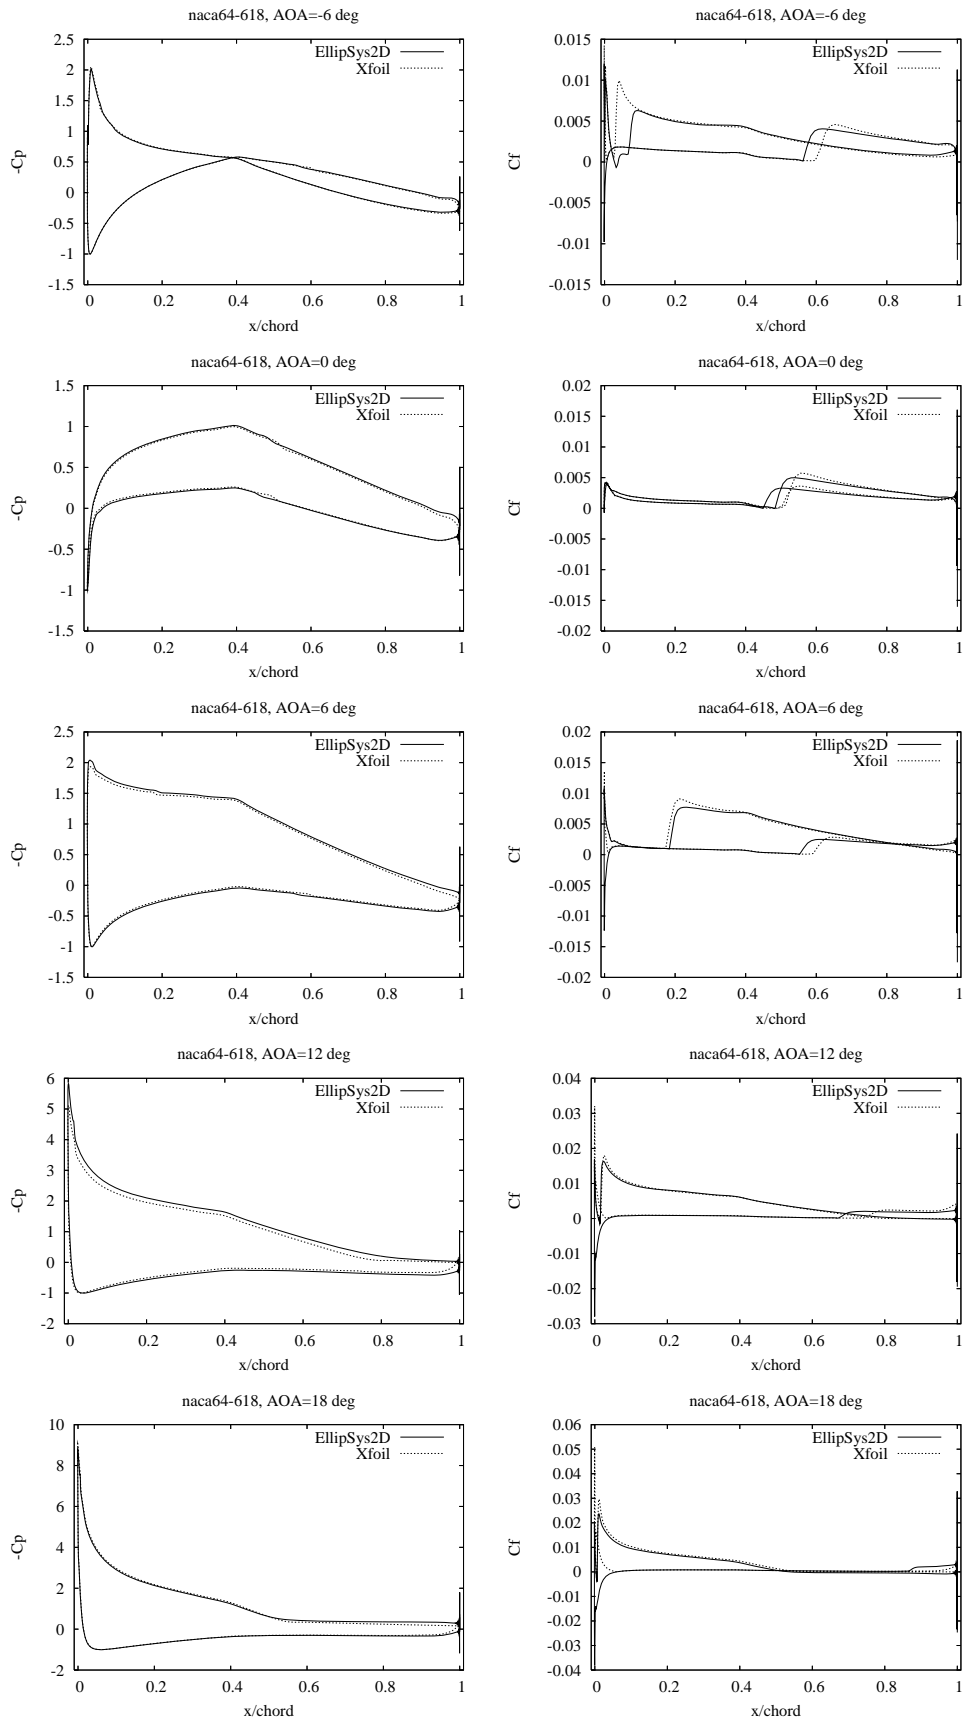 naca64-618, AOA=-6 deg
EllipSys2D
Xfoil
-Cp
2.5
2
1.5
1
0.5
0
-0.5
-1
-1.5
0 0.2 0.4 0.6 0.8 1
x/chord
naca64-618, AOA=-6 deg
EllipSys2D
Xfoil
Cf
0.015
0.01
0.005
0
-0.005
-0.01
-0.015
0 0.2 0.4 0.6 0.8 1
x/chord
naca64-618, AOA=0 deg
EllipSys2D
Xfoil
-Cp
1.5
1
0.5
0
-0.5
-1
-1.5
0 0.2 0.4 0.6 0.8 1
x/chord
naca64-618, AOA=0 deg
EllipSys2D
Xfoil
Cf
0.02
0.015
0.01
0.005
0
-0.005
-0.01
-0.015
-0.02
0 0.2 0.4 0.6 0.8 1
x/chord
naca64-618, AOA=6 deg
EllipSys2D
Xfoil
-Cp
2.5
2
1.5
1
0.5
0
-0.5
-1
-1.5
0 0.2 0.4 0.6 0.8 1
x/chord
naca64-618, AOA=6 deg
EllipSys2D
Xfoil
Cf
0.02
0.015
0.01
0.005
0
-0.005
-0.01
-0.015
-0.02
0 0.2 0.4 0.6 0.8 1
x/chord
naca64-618, AOA=12 deg
EllipSys2D
Xfoil
-Cp
6
5
4
3
2
1
0
-1
-2
0 0.2 0.4 0.6 0.8 1
x/chord
naca64-618, AOA=12 deg
EllipSys2D
Xfoil
Cf
0.04
0.03
0.02
0.01
0
-0.01
-0.02
-0.03
0 0.2 0.4 0.6 0.8 1
x/chord
naca64-618, AOA=18 deg
EllipSys2D
Xfoil
-Cp
10
8
6
4
2
0
-2
0 0.2 0.4 0.6 0.8 1
x/chord
naca64-618, AOA=18 deg
EllipSys2D
Xfoil
Cf
0.06
0.05
0.04
0.03
0.02
0.01
0
-0.01
-0.02
-0.03
-0.04
0 0.2 0.4 0.6 0.8 1
x/chord